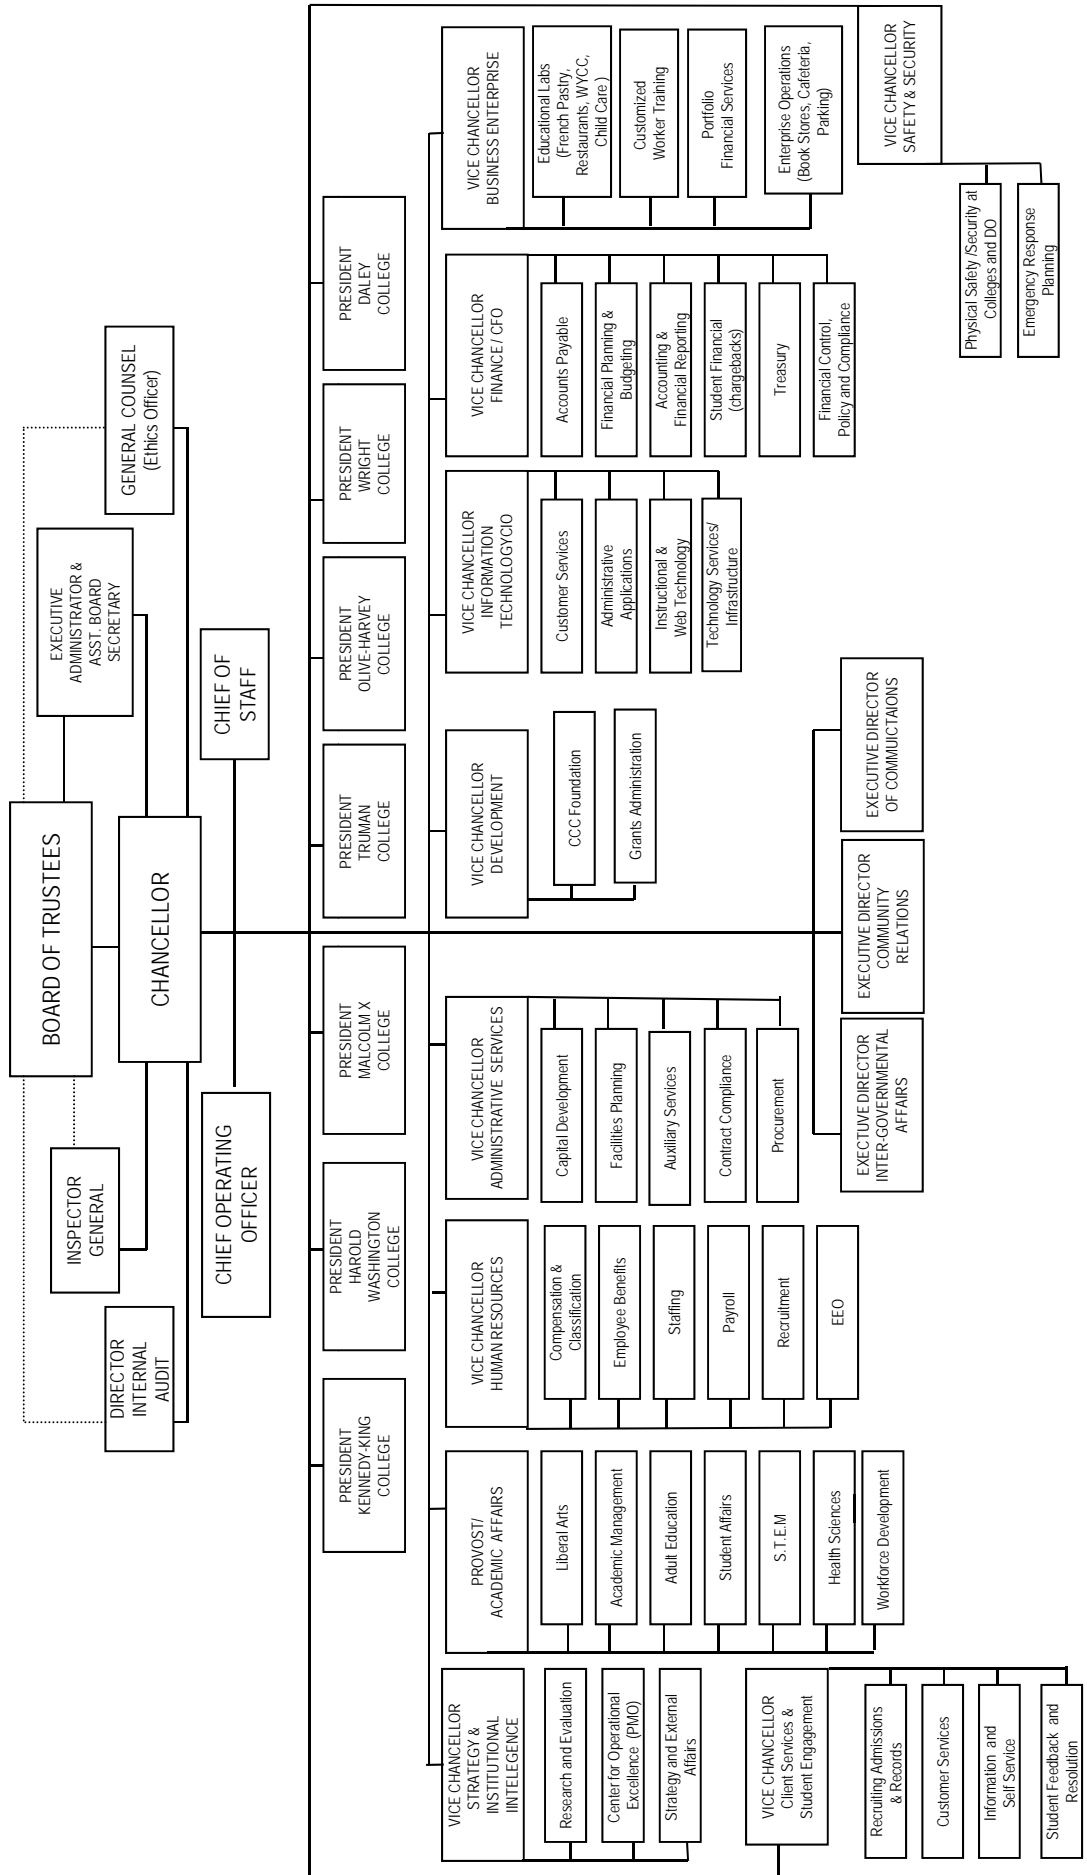 BOARD OF TRUSTEES
EXECUTIVE
ADMINISTRATOR &
ASST. BOARD
SECRETARY
INSPECTOR
GENERAL
DIRECTOR
INTERNAL
AUDIT
CHANCELLOR
GENERAL COUNSEL
(Ethics Officer)
CHIEF OPERATING
OFFICER
CHIEF OF
STAFF
PRESIDENT
KENNEDY-KING
COLLEGE
PRESIDENT
HAROLD
WASHINGTON
COLLEGE
PRESIDENT
MALCOLM X
COLLEGE
PRESIDENT
TRUMAN
COLLEGE
PRESIDENT
OLIVE-HARVEY
COLLEGE
PRESIDENT
WRIGHT
COLLEGE
PRESIDENT
DALEY
COLLEGE
VICE CHANCELLOR
STRATEGY &
INSTITUTIONAL
IINTELEGENCE
Research and Evaluation
Center for Operational
Excellence (PMO)
Strategy and External
Affairs
PROVOST/
ACADEMIC AFFAIRS
Liberal Arts
Academic Management
Adult Education
Student Affairs
S.T.E.M
Health Sciences
Workforce Development
VICE CHANCELLOR
HUMAN RESOURCES
Compensation &
Classification
Employee Benefits
Staffing
Payroll
Recruitment
EEO
VICE CHANCELLOR
ADMINISTRATIVE SERVICES
Capital Development
Facilities Planning
Auxiliary Services
Contract Compliance
Procurement
VICE CHANCELLOR
DEVELOPMENT
CCC Foundation
Grants Administration
VICE CHANCELLOR
INFORMATION
TECHNOLOGYCIO
Customer Services
Administrative
Applications
Instructional &
Web Technology
Technology Services/
Infrastructure
VICE CHANCELLOR
FINANCE / CFO
Accounts Payable
Financial Planning &
Budgeting
Accounting &
Financial Reporting
Student Financial
(chargebacks)
Treasury
Financial Control,
Policy and Compliance
VICE CHANCELLOR
BUSINESS ENTERPRISE
Educational Labs
(French Pastry,
Restaurants, WYCC,
Child Care )
Customized
Worker Training
Portfolio
Financial Services
Enterprise Operations
(Book Stores, Cafeteria,
Parking)
VICE CHANCELLOR
Client Services &
Student Engagement
Recruiting Admissions
& Records
Customer Services
Information and
Self Service
Student Feedback and
Resolution
EXECTUVE DIRECTOR
INTER-GOVERNMENTAL
AFFAIRS
EXECUTIVE DIRECTOR
COMMUNITY
RELATIONS
EXECUTIVE DIRECTOR
OF COMMUICTAIONS
VICE CHANCELLOR
SAFETY & SECURITY
Physical Safety /Security at
Colleges and DO
Emergency Response
Planning